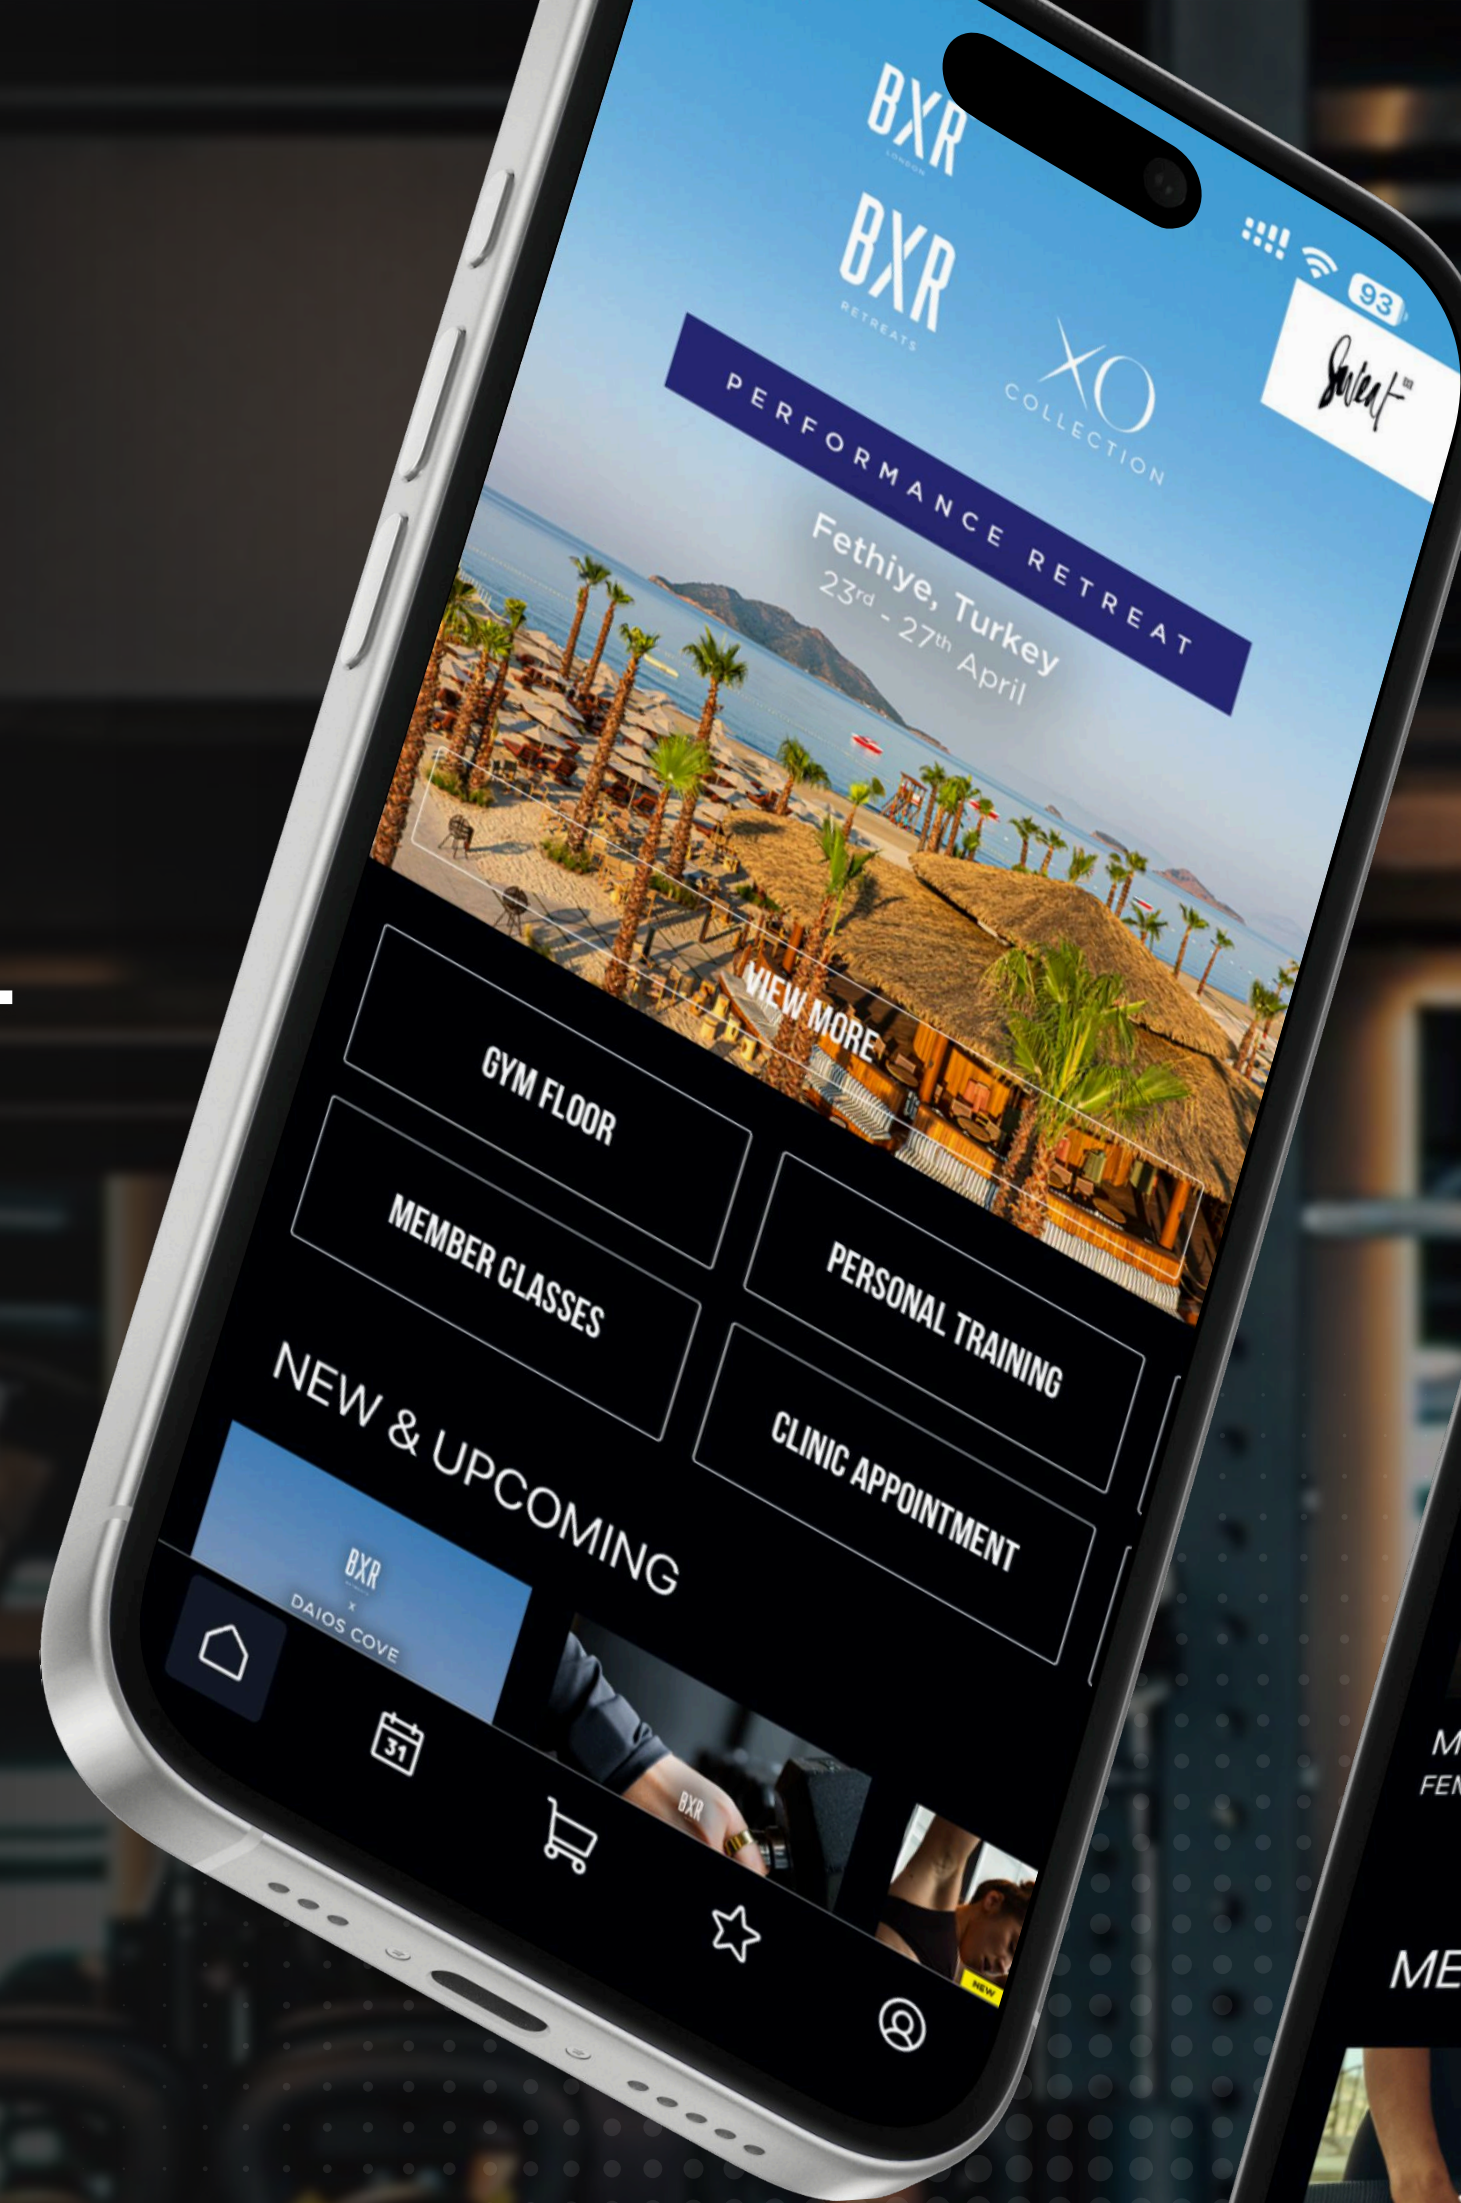 BXR
LONDON
93
BXR
RETREATS
XO
COLLECTION
Sweat
PERFORMANCE RETREAT
Fethiye, Turkey
23rd - 27th April
VIEW MORE
GYM FLOOR
PERSONAL TRAINING
MEMBER CLASSES
CLINIC APPOINTMENT
NEW & UPCOMING
BXR
x
DAIOS COVE
BXR
NEW
31
M
FEM
ME